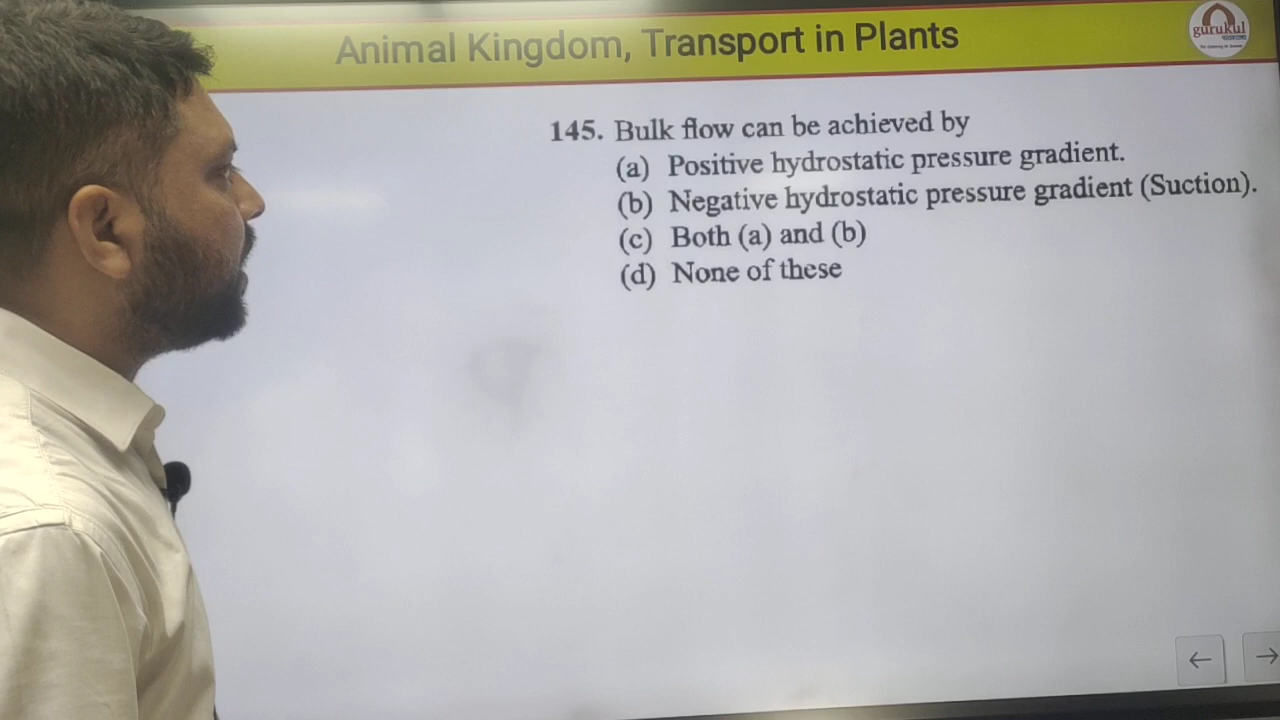 Animal Kingdom, Transport in Plants
gurukul
145. Bulk flow can be achieved by
(a) Positive hydrostatic pressure gradient.
(b) Negative hydrostatic pressure gradient (Suction).
(c) Both (a) and (b)
(d) None of these